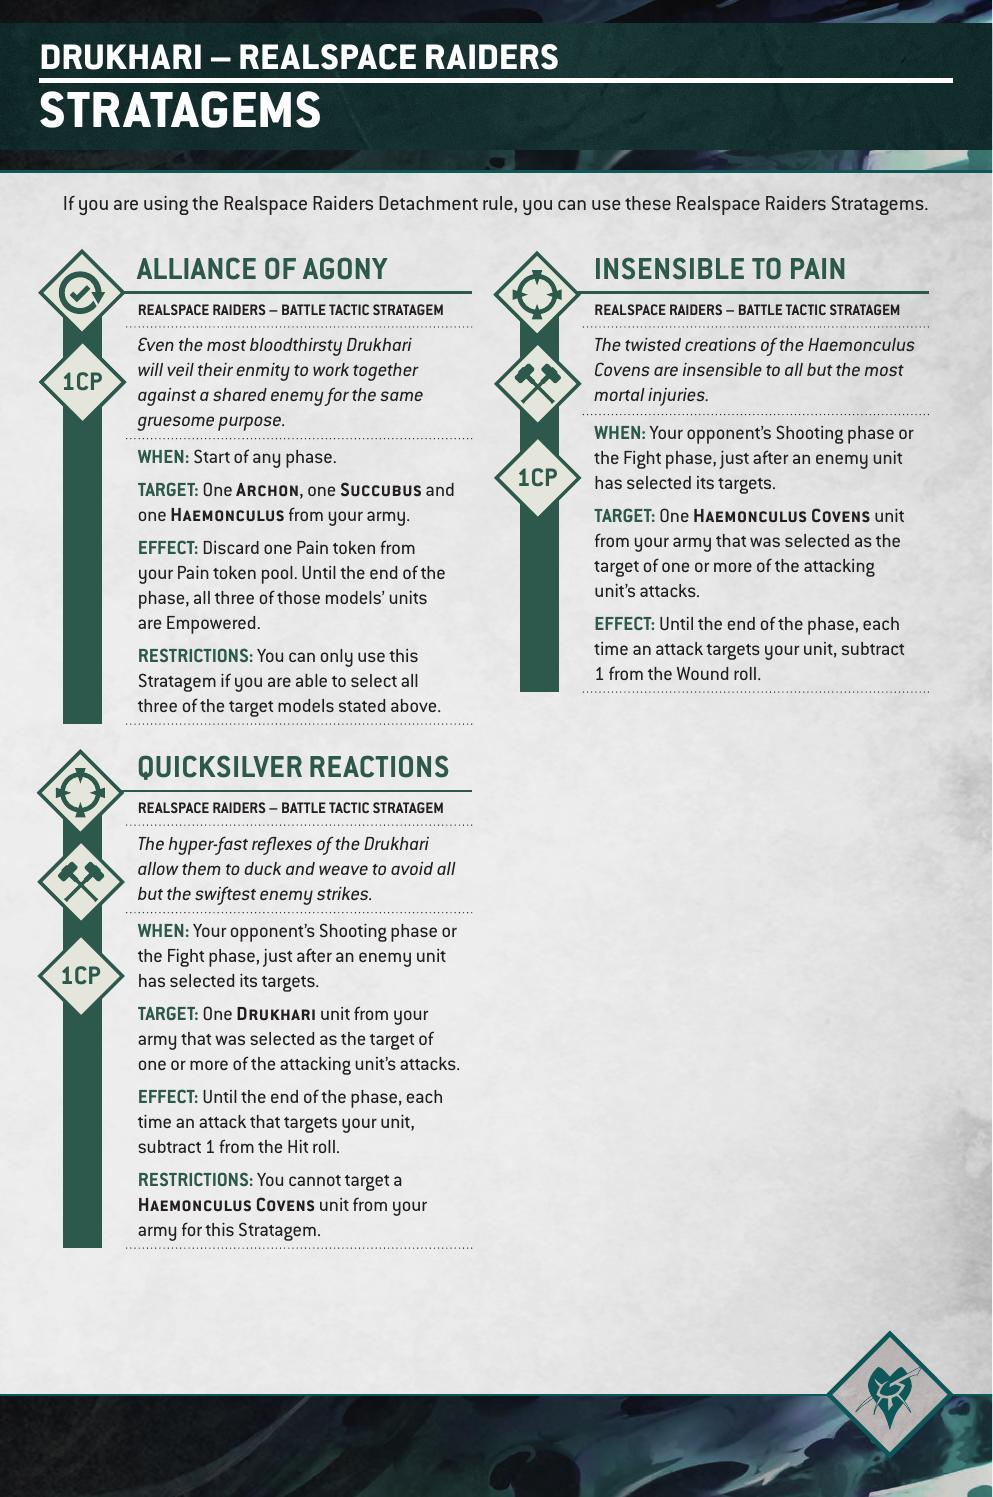 DRUKHARI – REALSPACE RAIDERS
STRATAGEMS
If you are using the Realspace Raiders Detachment rule, you can use these Realspace Raiders Stratagems.
ALLIANCE OF AGONY
REALSPACE RAIDERS – BATTLE TACTIC STRATAGEM
1CP
Even the most bloodthirsty Drukhari
will veil their enmity to work together
against a shared enemy for the same
gruesome purpose.
WHEN: Start of any phase.
TARGET: One ARCHON, one SUCCUBUS and
one HAEMONCULUS from your army.
EFFECT: Discard one Pain token from
your Pain token pool. Until the end of the
phase, all three of those models’ units
are Empowered.
RESTRICTIONS: You can only use this
Stratagem if you are able to select all
three of the target models stated above.
QUICKSILVER REACTIONS
REALSPACE RAIDERS – BATTLE TACTIC STRATAGEM
The hyper-fast reflexes of the Drukhari
allow them to duck and weave to avoid all
but the swiftest enemy strikes.
1CP
WHEN: Your opponent’s Shooting phase or
the Fight phase, just after an enemy unit
has selected its targets.
TARGET: One DRUKHARI unit from your
army that was selected as the target of
one or more of the attacking unit’s attacks.
EFFECT: Until the end of the phase, each
time an attack that targets your unit,
subtract 1 from the Hit roll.
RESTRICTIONS: You cannot target a
HAEMONCULUS COVENS unit from your
army for this Stratagem.
INSENSIBLE TO PAIN
REALSPACE RAIDERS – BATTLE TACTIC STRATAGEM
The twisted creations of the Haemonculus
Covens are insensible to all but the most
mortal injuries.
1CP
WHEN: Your opponent’s Shooting phase or
the Fight phase, just after an enemy unit
has selected its targets.
TARGET: One HAEMONCULUS COVENS unit
from your army that was selected as the
target of one or more of the attacking
unit’s attacks.
EFFECT: Until the end of the phase, each
time an attack targets your unit, subtract
1 from the Wound roll.